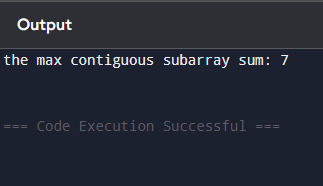 Output
the max contiguous subarray sum: 7
=== Code Execution Successful ===